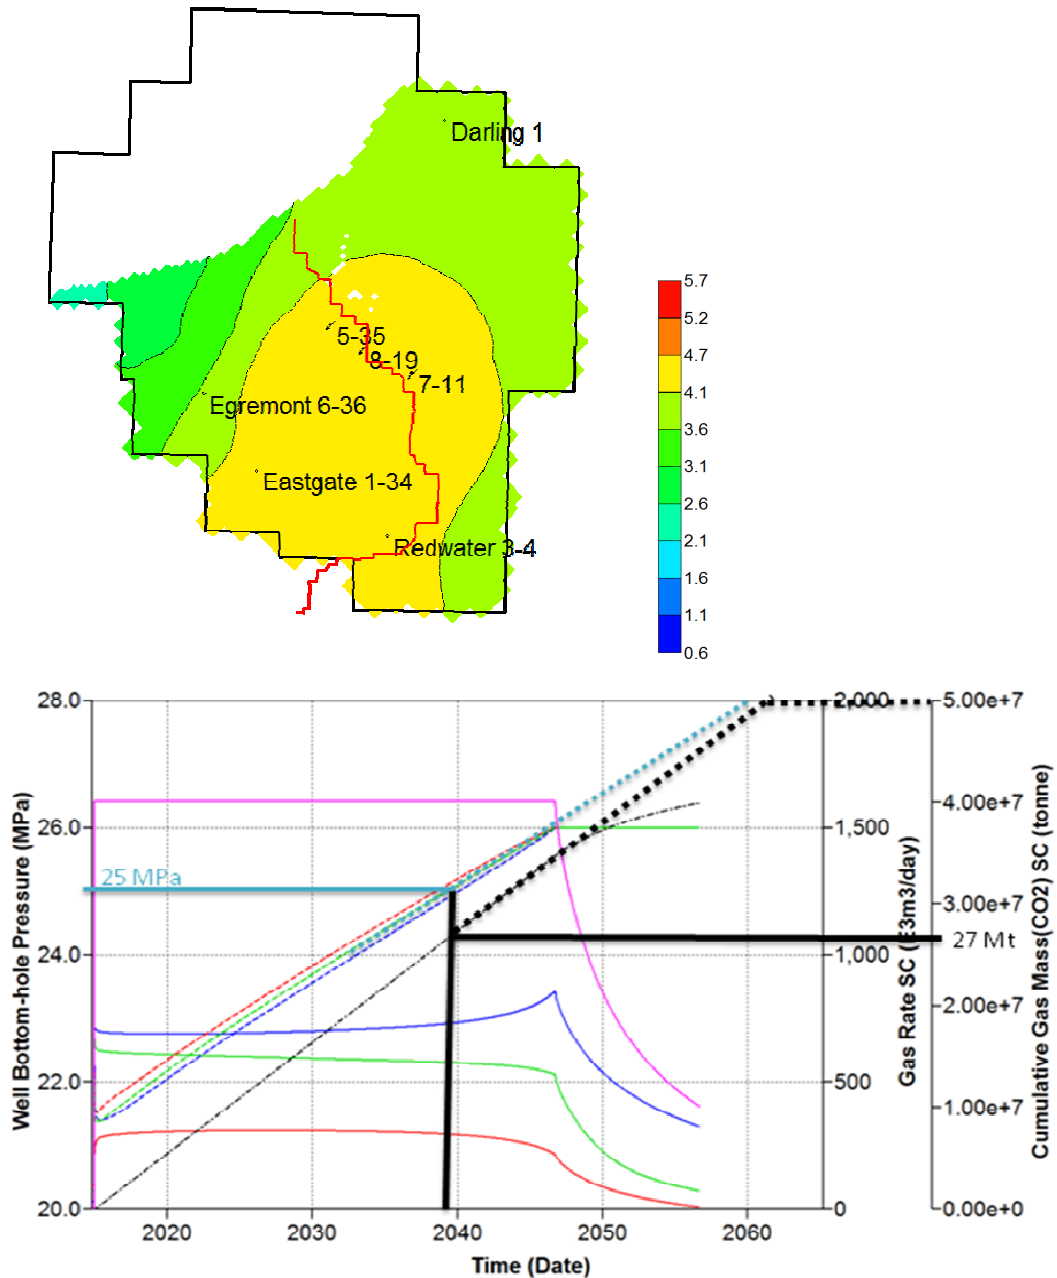 Darling 1
5-35
8-19
7-11
Egremont 6-36
Eastgate 1-34
Redwater 3-4
5.7
5.2
4.7
4.1
3.6
3.1
2.6
2.1
1.6
1.1
0.6
28.0
26.0
24.0
22.0
20.0
Well Bottom-hole Pressure (MPa)
25 MPa
27 Mt
2,000
1,500
1,000
500
0
Gas Rate SC (E3m3/day)
5.00e+7
4.00e+7
3.00e+7
2.00e+7
1.00e+7
0.00e+0
Cumulative Gas Mass(CO2) SC (tonne)
2020
2030
2040
2050
2060
Time (Date)